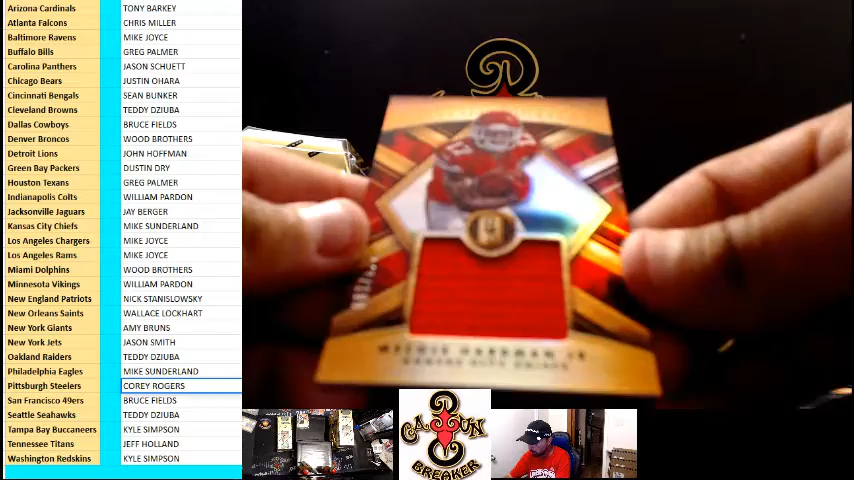 Arizona Cardinals TONY BARKEY
Atlanta Falcons CHRIS MILLER
Baltimore Ravens MIKE JOYCE
Buffalo Bills GREG PALMER
Carolina Panthers JASON SCHUETT
Chicago Bears JUSTIN OHARA
Cincinnati Bengals SEAN BUNKER
Cleveland Browns TEDDY DZIUBA
Dallas Cowboys BRUCE FIELDS
Denver Broncos WOOD BROTHERS
Detroit Lions JOHN HOFFMAN
Green Bay Packers DUSTIN DRY
Houston Texans GREG PALMER
Indianapolis Colts WILLIAM PARDON
Jacksonville Jaguars JAY BERGER
Kansas City Chiefs MIKE SUNDERLAND
Los Angeles Chargers MIKE JOYCE
Los Angeles Rams MIKE JOYCE
Miami Dolphins WOOD BROTHERS
Minnesota Vikings WILLIAM PARDON
New England Patriots NICK STANISLOWSKY
New Orleans Saints WALLACE LOCKHART
New York Giants AMY BRUNS
New York Jets JASON SMITH
Oakland Raiders TEDDY DZIUBA
Philadelphia Eagles MIKE SUNDERLAND
Pittsburgh Steelers COREY ROGERS
San Francisco 49ers BRUCE FIELDS
Seattle Seahawks TEDDY DZIUBA
Tampa Bay Buccaneers KYLE SIMPSON
Tennessee Titans JEFF HOLLAND
Washington Redskins KYLE SIMPSON
17
HARDMAN JR
KANSAS CITY CHIEFS
CAJUN
BREAKER